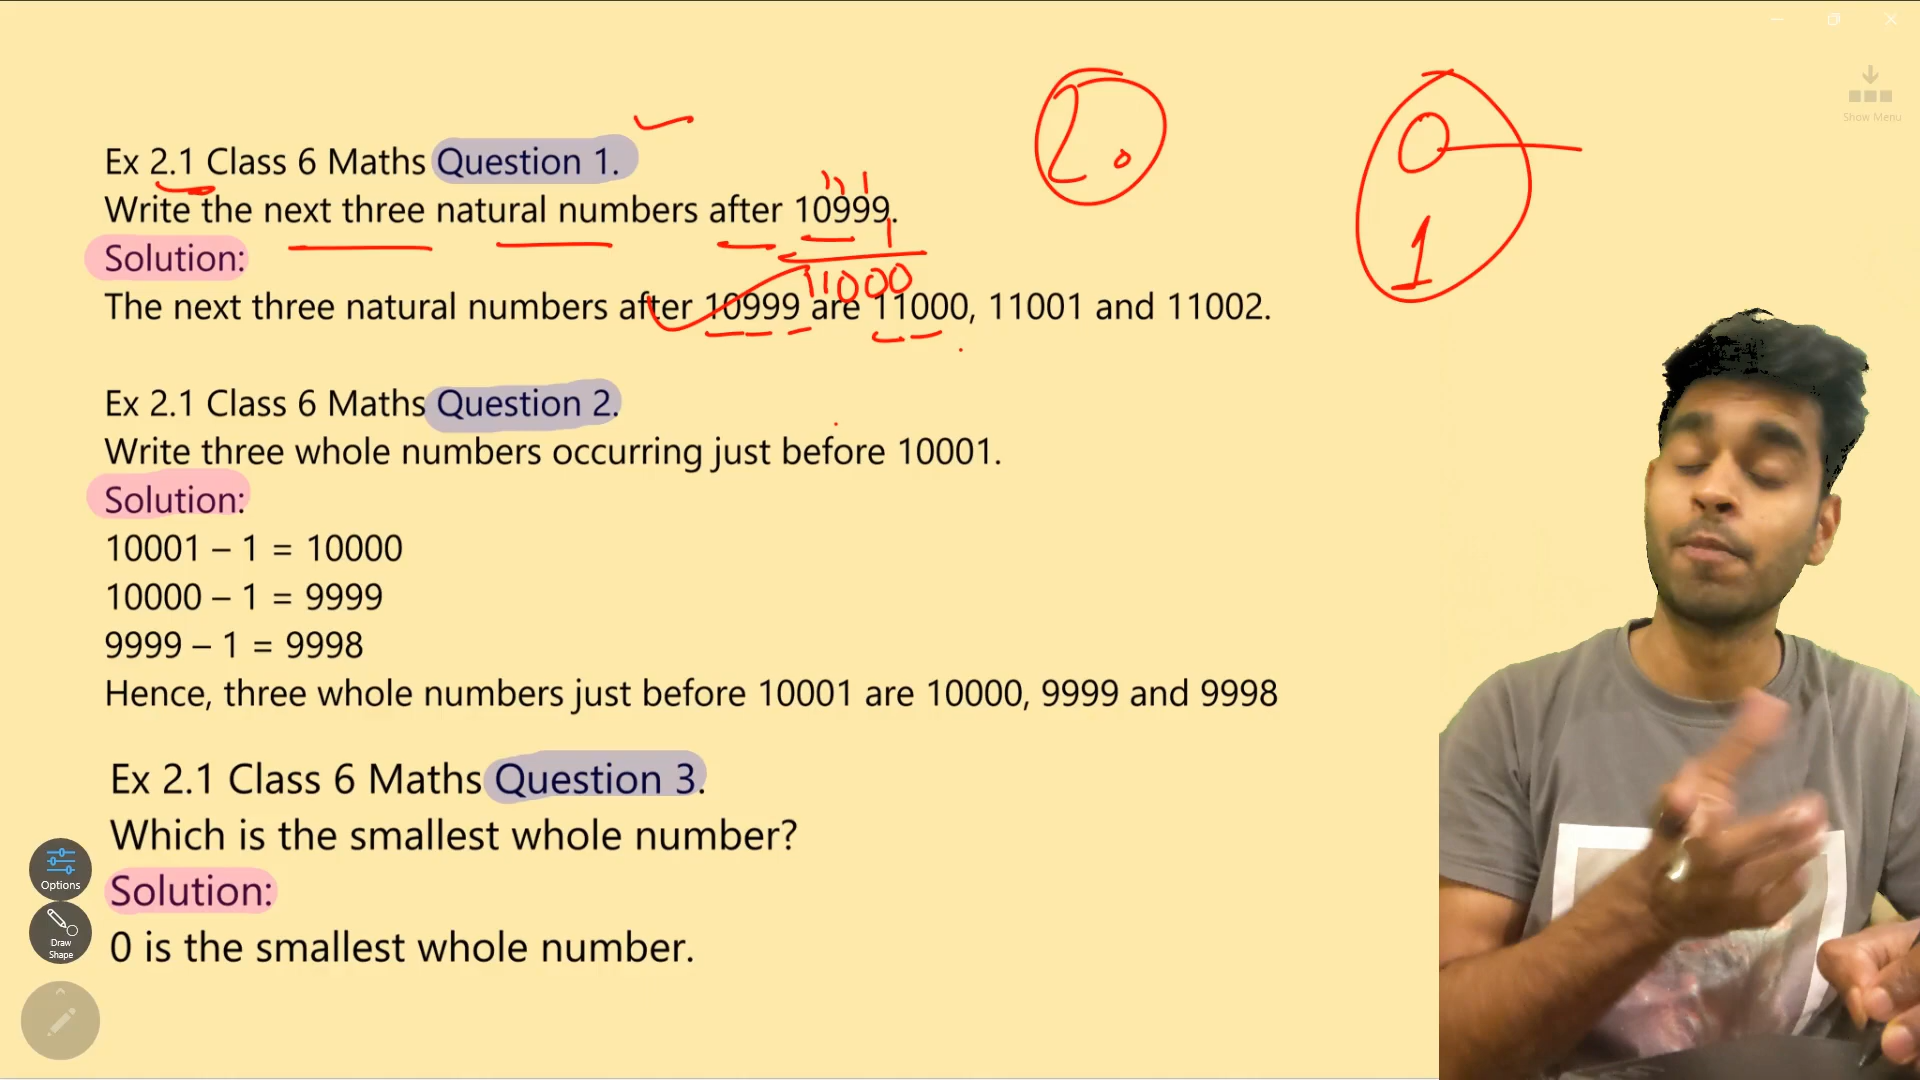 Show Menu
2.
0
1
Ex 2.1 Class 6 Maths Question 1.
Write the next three natural numbers after 10999.
1
11000
Solution:
The next three natural numbers after 10999 are 11000, 11001 and 11002.
Ex 2.1 Class 6 Maths Question 2.
Write three whole numbers occurring just before 10001.
Solution:
10001 – 1 = 10000
10000 – 1 = 9999
9999 – 1 = 9998
Hence, three whole numbers just before 10001 are 10000, 9999 and 9998
Ex 2.1 Class 6 Maths Question 3.
Which is the smallest whole number?
Solution:
0 is the smallest whole number.
Options
Draw
Shape